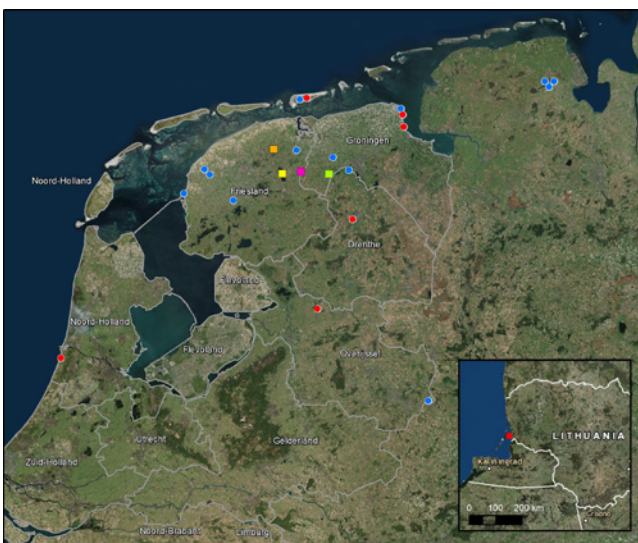 Groningen
Noord-Holland
Friesland
Drenthe
Flevoland
Noord-Holland
Flevoland
Overijssel
Utrecht
Gelderland
Zuid-Holland
Noord-Brabant
Limburg
LITHUANIA
Kaliningrad
0 100 200 km
Grodno